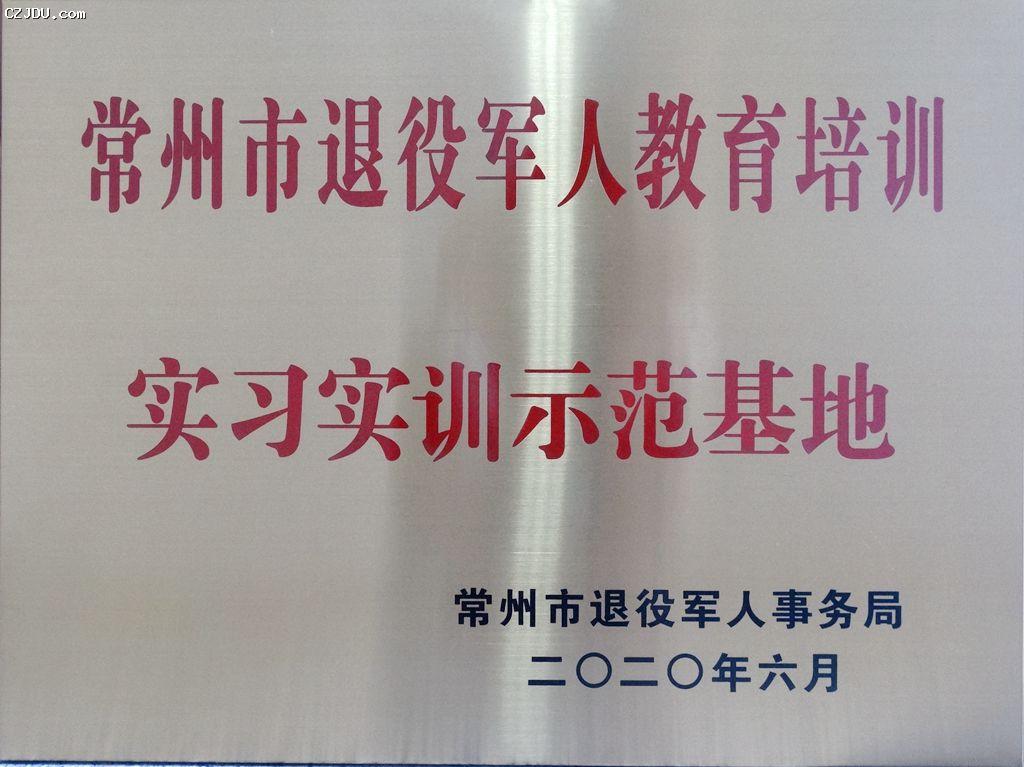 CZJDU.com
常州市退役军人教育培训
实习实训示范基地
常州市退役军人事务局
二〇二〇年六月